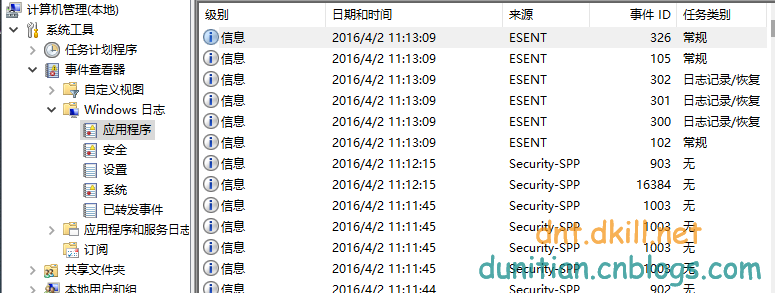 计算机管理(本地)
系统工具
任务计划程序
事件查看器
自定义视图
Windows 日志
应用程序
安全
设置
系统
已转发事件
应用程序和服务日志
订阅
共享文件夹
本地用户和组
级别 日期和时间 来源 事件 ID 任务类别
信息 2016/4/2 11:13:09 ESENT 326 常规
信息 2016/4/2 11:13:09 ESENT 105 常规
信息 2016/4/2 11:13:09 ESENT 302 日志记录/恢复
信息 2016/4/2 11:13:09 ESENT 301 日志记录/恢复
信息 2016/4/2 11:13:09 ESENT 300 日志记录/恢复
信息 2016/4/2 11:13:09 ESENT 102 常规
信息 2016/4/2 11:12:15 Security-SPP 903 无
信息 2016/4/2 11:12:15 Security-SPP 16384 无
信息 2016/4/2 11:11:45 Security-SPP 1003 无
信息 2016/4/2 11:11:45 Security-SPP 1003 无
信息 2016/4/2 11:11:45 Security-SPP 1003 无
信息 2016/4/2 11:11:45 Security-SPP 1003 无
信息 2016/4/2 11:11:44 Security-SPP 902 无
dnt.dkill.net
dunitian.cnblogs.com